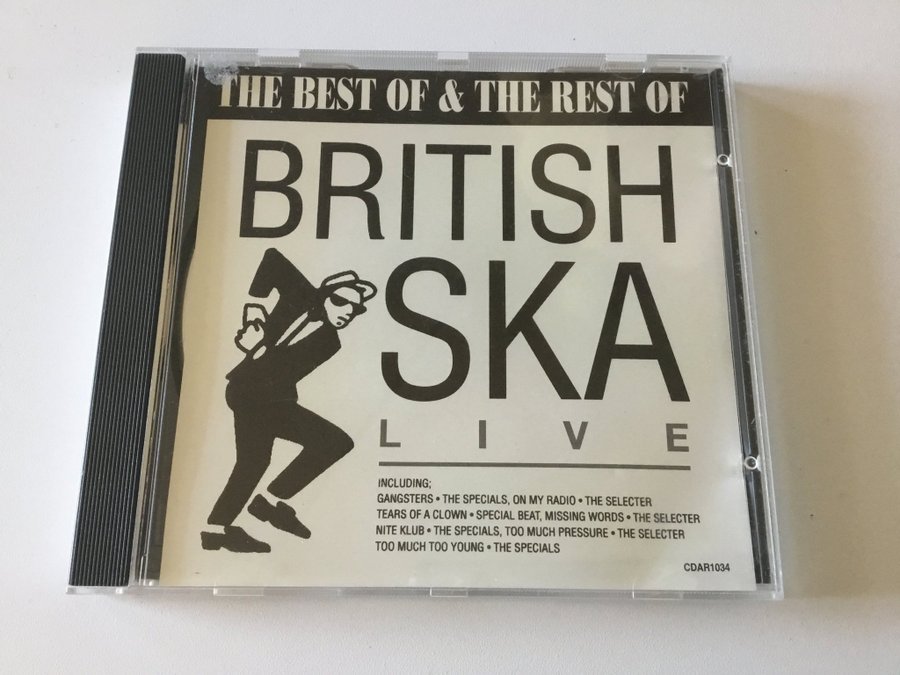 THE BEST OF & THE REST OF
BRITISH
SKA
LIVE
INCLUDING;
GANGSTERS • THE SPECIALS, ON MY RADIO • THE SELECTER
TEARS OF A CLOWN • SPECIAL BEAT, MISSING WORDS • THE SELECTER
NITE KLUB • THE SPECIALS, TOO MUCH PRESSURE • THE SELECTER
TOO MUCH TOO YOUNG • THE SPECIALS
CDAR1034